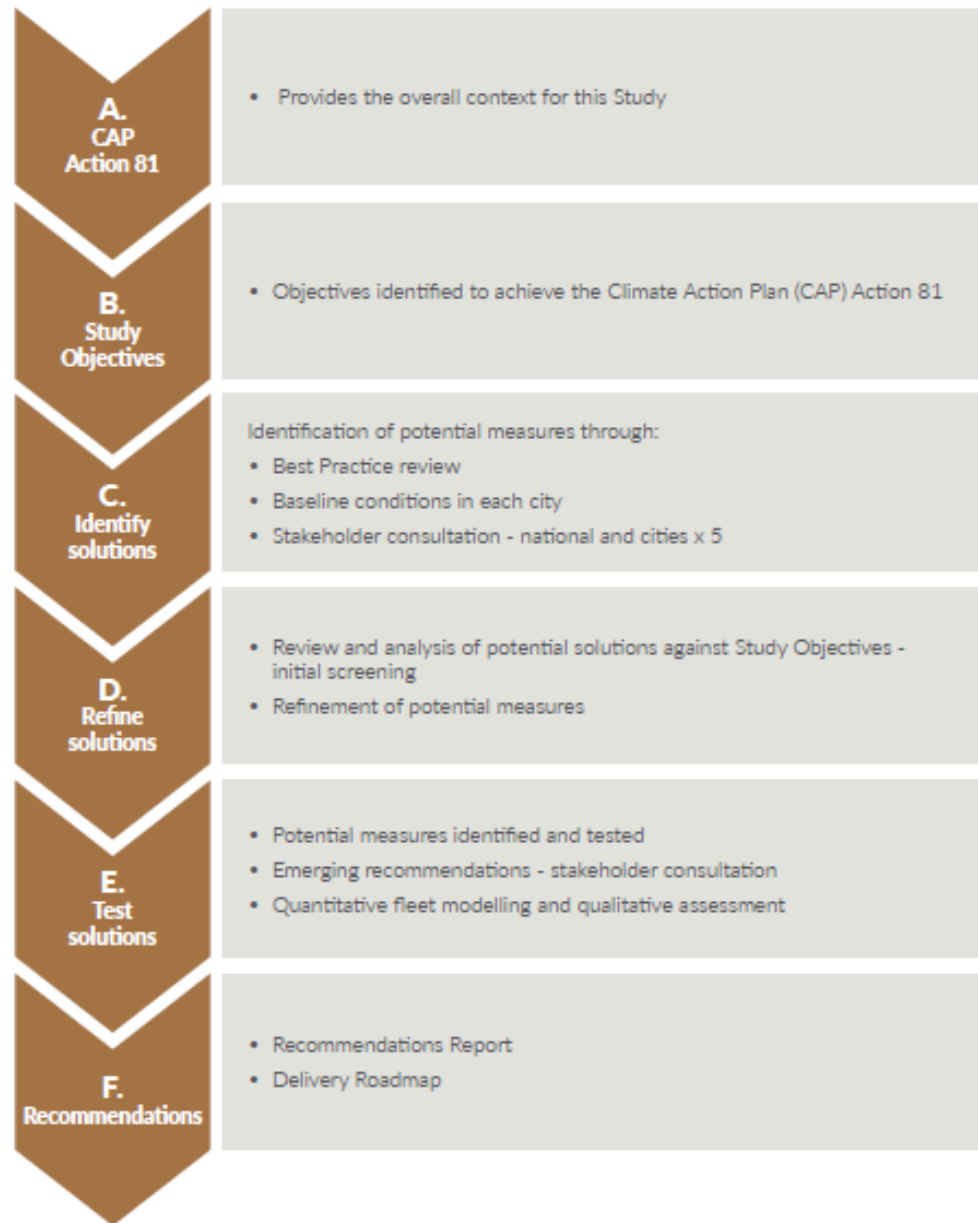 A.
CAP
Action 81
• Provides the overall context for this Study
B.
Study
Objectives
• Objectives identified to achieve the Climate Action Plan (CAP) Action 81
C.
Identify
solutions
Identification of potential measures through:
• Best Practice review
• Baseline conditions in each city
• Stakeholder consultation - national and cities x 5
D.
Refine
solutions
• Review and analysis of potential solutions against Study Objectives -
initial screening
• Refinement of potential measures
E.
Test
solutions
• Potential measures identified and tested
• Emerging recommendations - stakeholder consultation
• Quantitative fleet modelling and qualitative assessment
F.
Recommendations
• Recommendations Report
• Delivery Roadmap